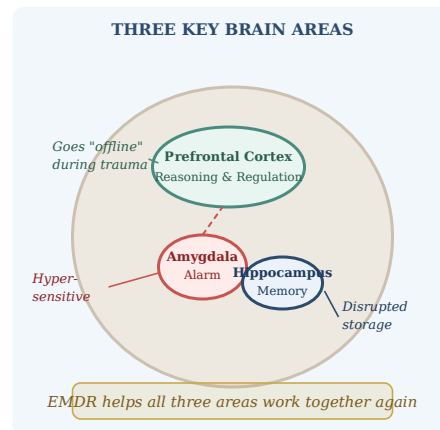 THREE KEY BRAIN AREAS
Goes "offline"
during trauma
Prefrontal Cortex
Reasoning & Regulation
Amygdala
Alarm
Hippocampus
Memory
Hyper-
sensitive
Disrupted
storage
EMDR helps all three areas work together again